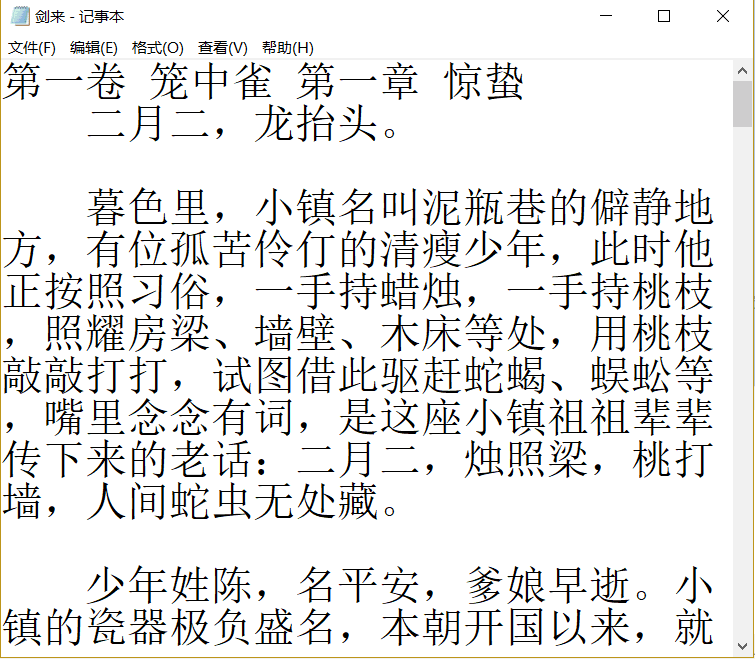 剑来 - 记事本
文件(F) 编辑(E) 格式(O) 查看(V) 帮助(H)
第一卷 笼中雀 第一章 惊蛰
二月二，龙抬头。
暮色里，小镇名叫泥瓶巷的僻静地
方，有位孤苦伶仃的清瘦少年，此时他
正按照习俗，一手持蜡烛，一手持桃枝
，照耀房梁、墙壁、木床等处，用桃枝
敲敲打打，试图借此驱赶蛇蝎、蜈蚣等
，嘴里念念有词，是这座小镇祖祖辈辈
传下来的老话：二月二，烛照梁，桃打
墙，人间蛇虫无处藏。
少年姓陈，名平安，爹娘早逝。小
镇的瓷器极负盛名，本朝开国以来，就